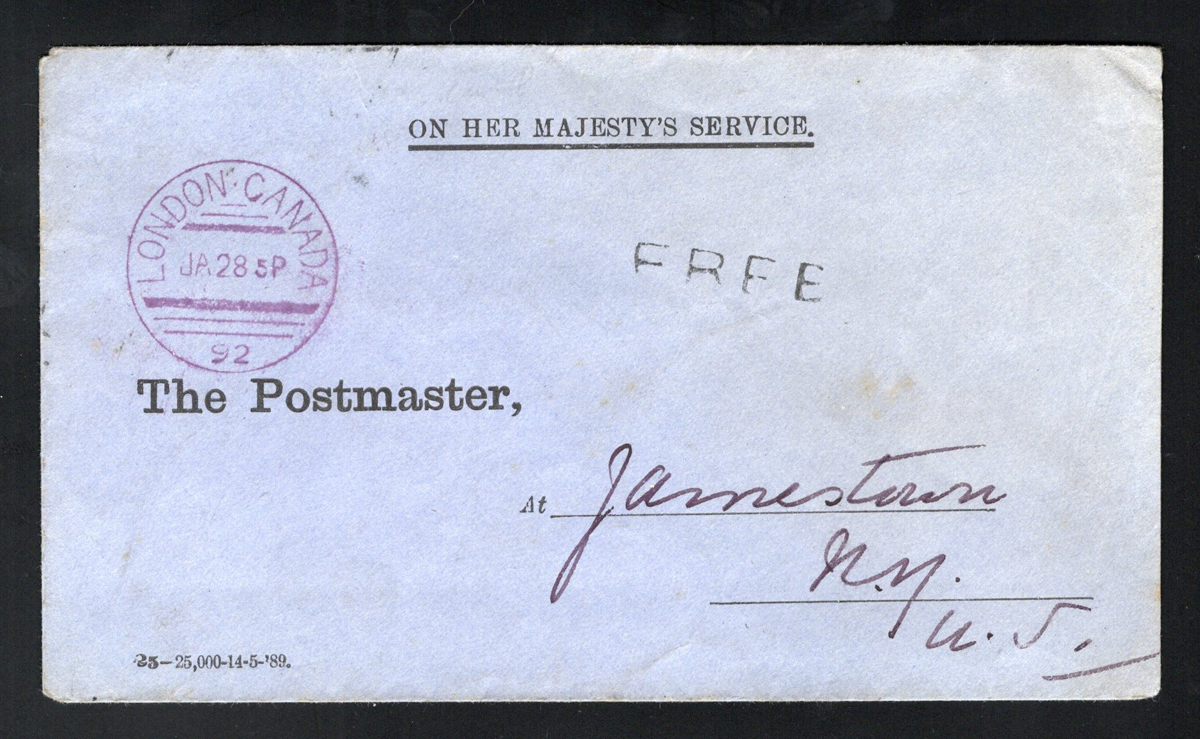 ON HER MAJESTY'S SERVICE.
LONDON·CANADA
JA 28 5P
92
FREE
The Postmaster,
At Jamestown
N.Y.
U.S.
25—25,000-14-5-'89.